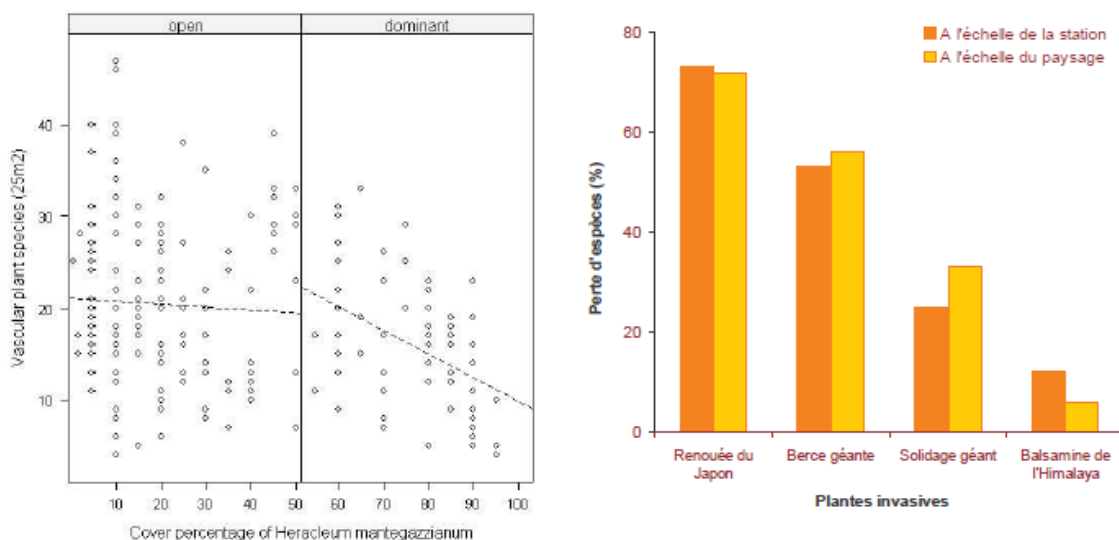 open
dominant
Vascular plant species (25m2)
40
30
20
10
10 20 30 40 50 60 70 80 90 100
Cover percentage of Heracleum mantegazzianum
A l'échelle de la station
A l'échelle du paysage
Perte d'espèces (%)
80
60
40
20
0
Renouée du
Japon
Berce géante
Solidage géant
Balsamine de
l'Himalaya
Plantes invasives